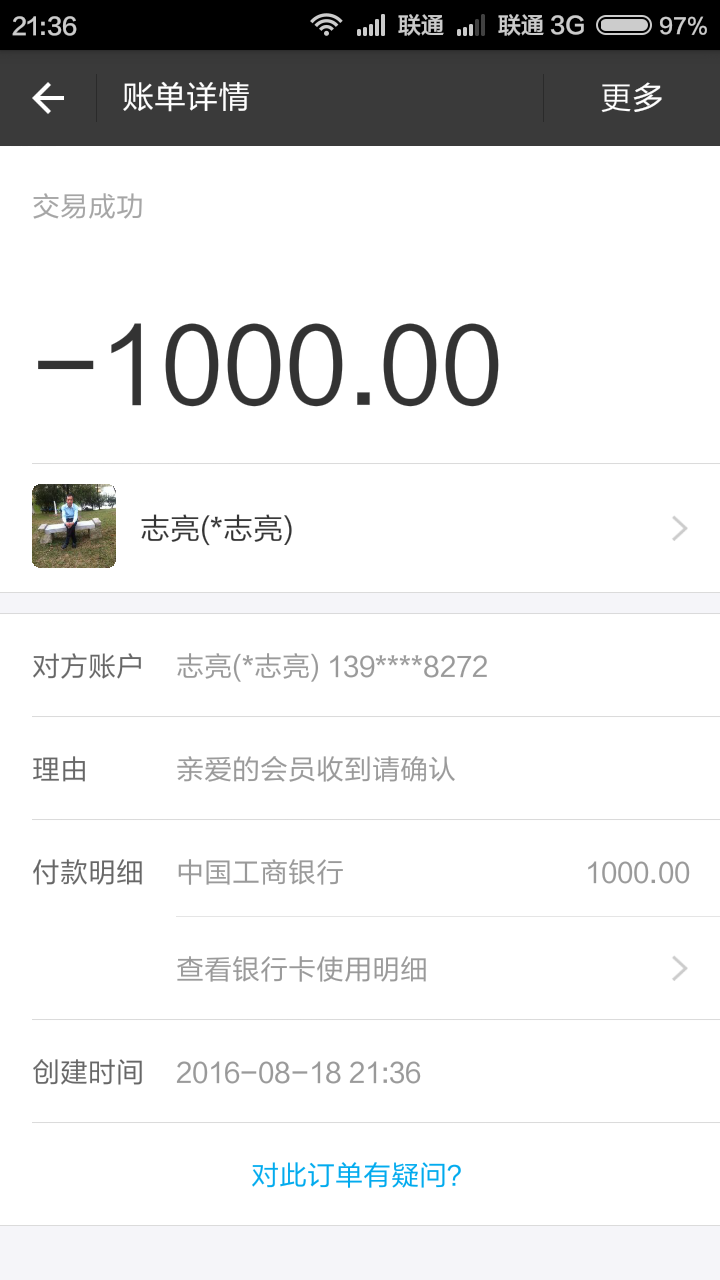 21:36 联通 联通 3G 97%
账单详情 更多
交易成功
-1000.00
志亮(*志亮)
对方账户 志亮(*志亮) 139****8272
理由 亲爱的会员收到请确认
付款明细 中国工商银行 1000.00
查看银行卡使用明细
创建时间 2016-08-18 21:36
对此订单有疑问?